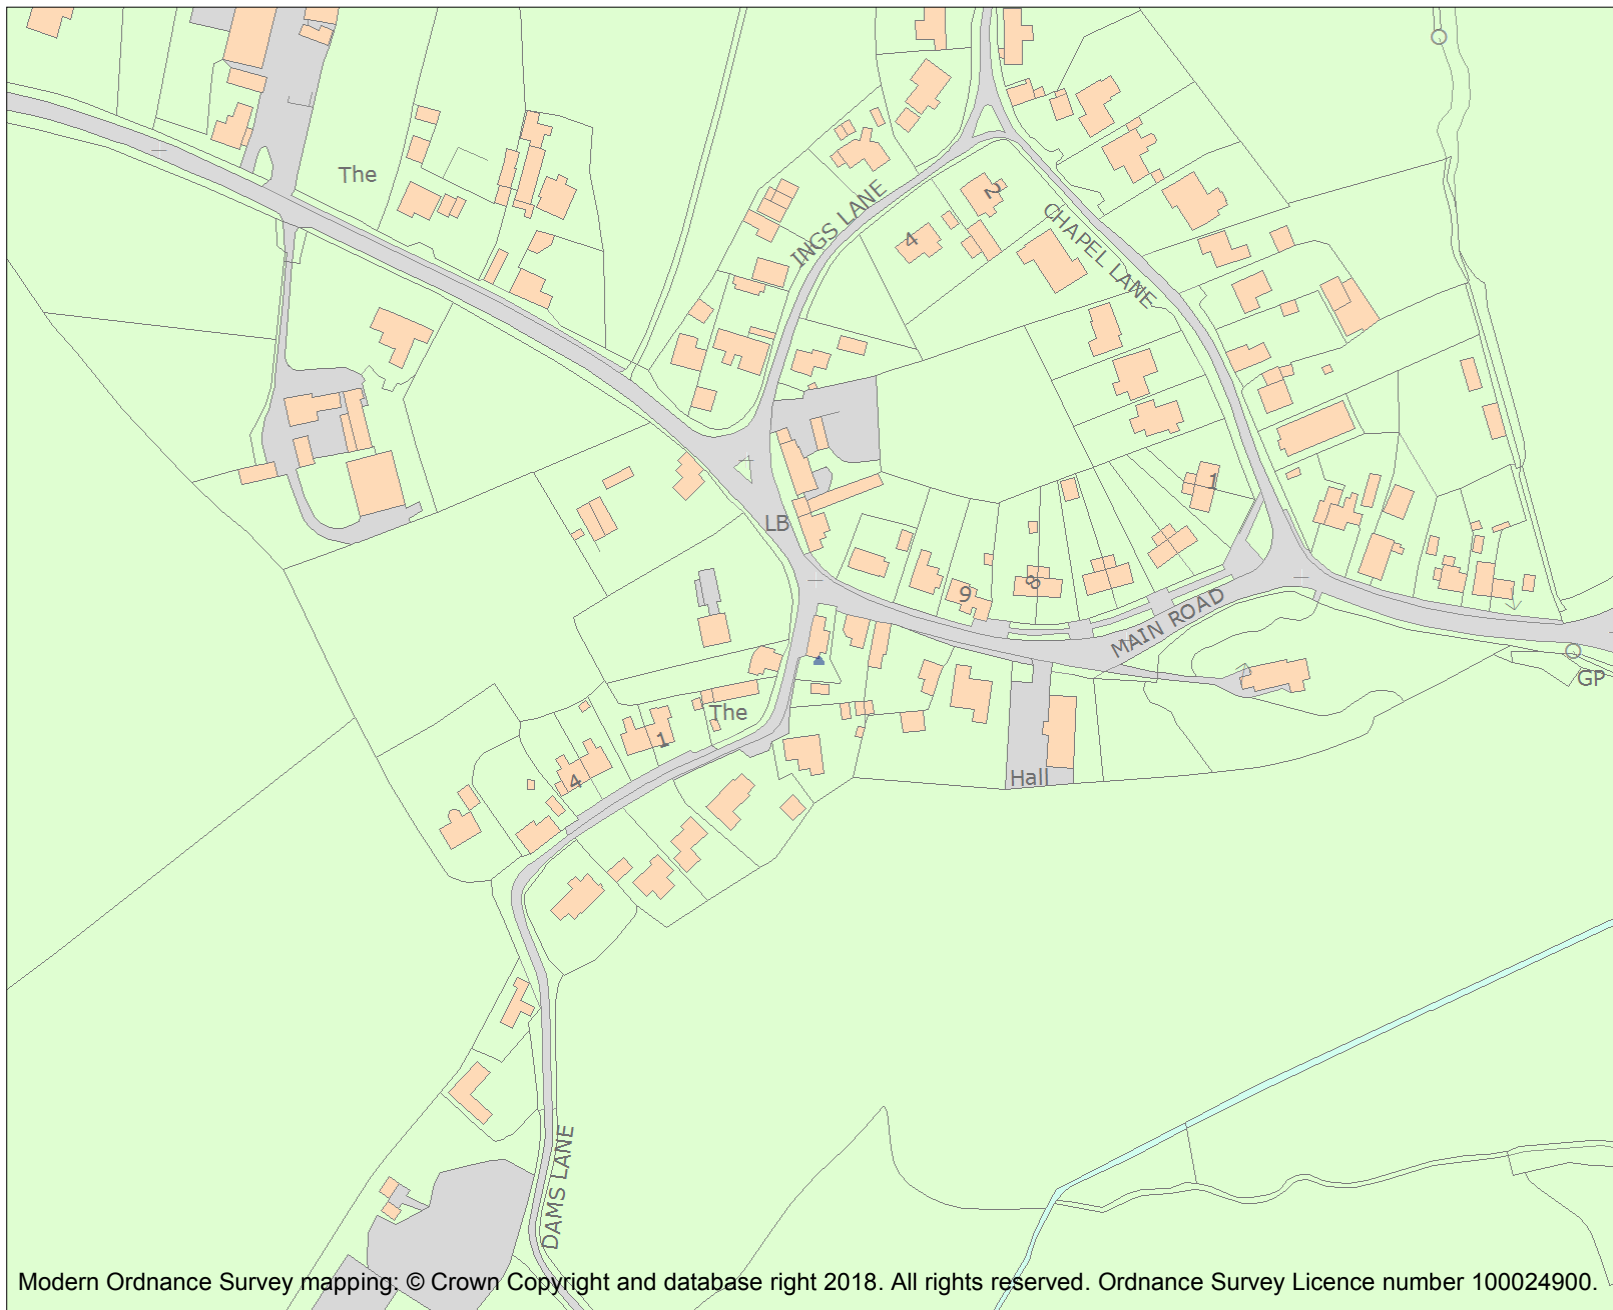 The
INGS LANE
2
4
CHAPEL LANE
1
LB
9
8
MAIN ROAD
GP
The
1
4
Hall
DAMS LANE
Modern Ordnance Survey mapping: © Crown Copyright and database right 2018. All rights reserved. Ordnance Survey Licence number 100024900.